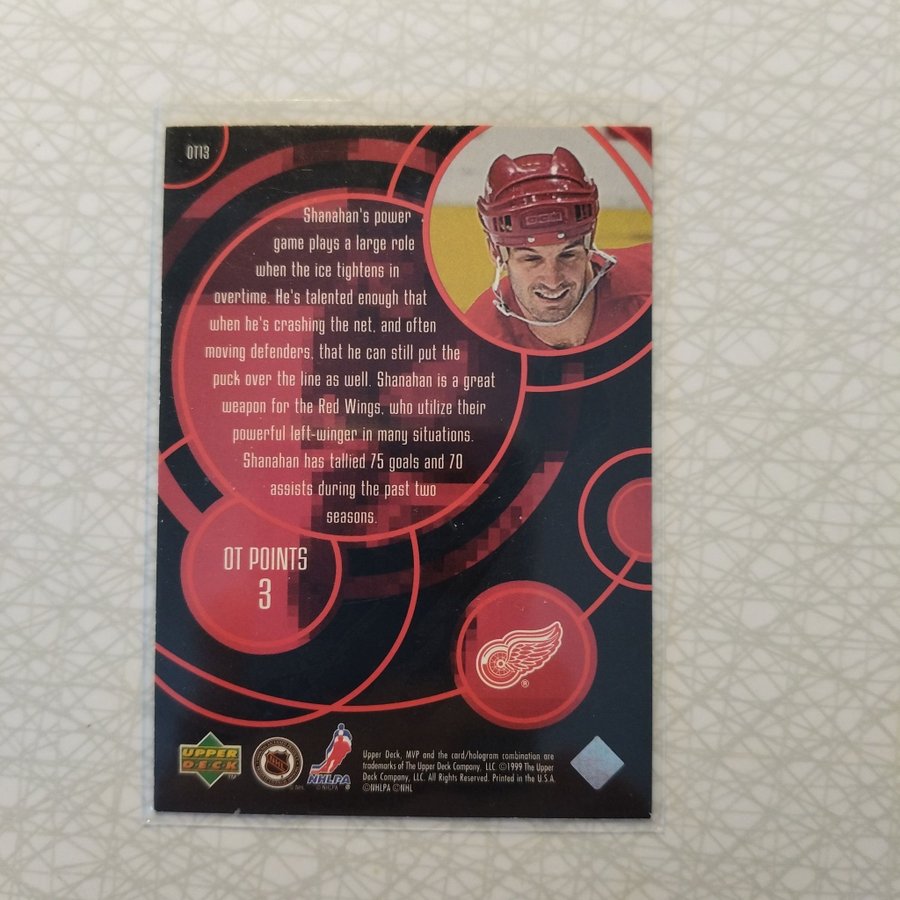 OT13
Shanahan's power
game plays a large role
when the ice tightens in
overtime. He's talented enough that
when he's crashing the net, and often
moving defenders, that he can still put the
puck over the line as well. Shanahan is a great
weapon for the Red Wings, who utilize their
powerful left-winger in many situations.
Shanahan has tallied 75 goals and 70
assists during the past two
seasons.
OT POINTS
3
®
UPPER
DECK
TM
NHL
NHLPA
Upper Deck, MVP and the card/hologram combination are
trademarks of The Upper Deck Company, LLC ©1999 The Upper
Deck Company, LLC. All Rights Reserved. Printed in the U.S.A.
©NHLPA ©NHL